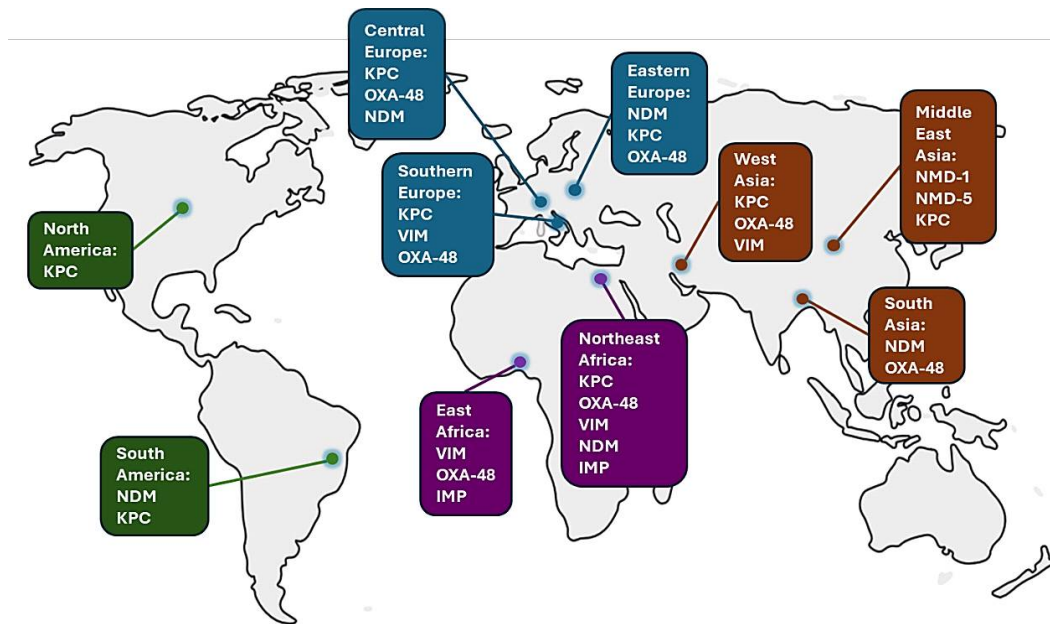 Central
Europe:
KPC
OXA-48
NDM
Eastern
Europe:
NDM
KPC
OXA-48
Middle
East
Asia:
NMD-1
NMD-5
KPC
West
Asia:
KPC
OXA-48
VIM
Southern
Europe:
KPC
VIM
OXA-48
North
America:
KPC
South
Asia:
NDM
OXA-48
Northeast
Africa:
KPC
OXA-48
VIM
NDM
IMP
East
Africa:
VIM
OXA-48
IMP
South
America:
NDM
KPC